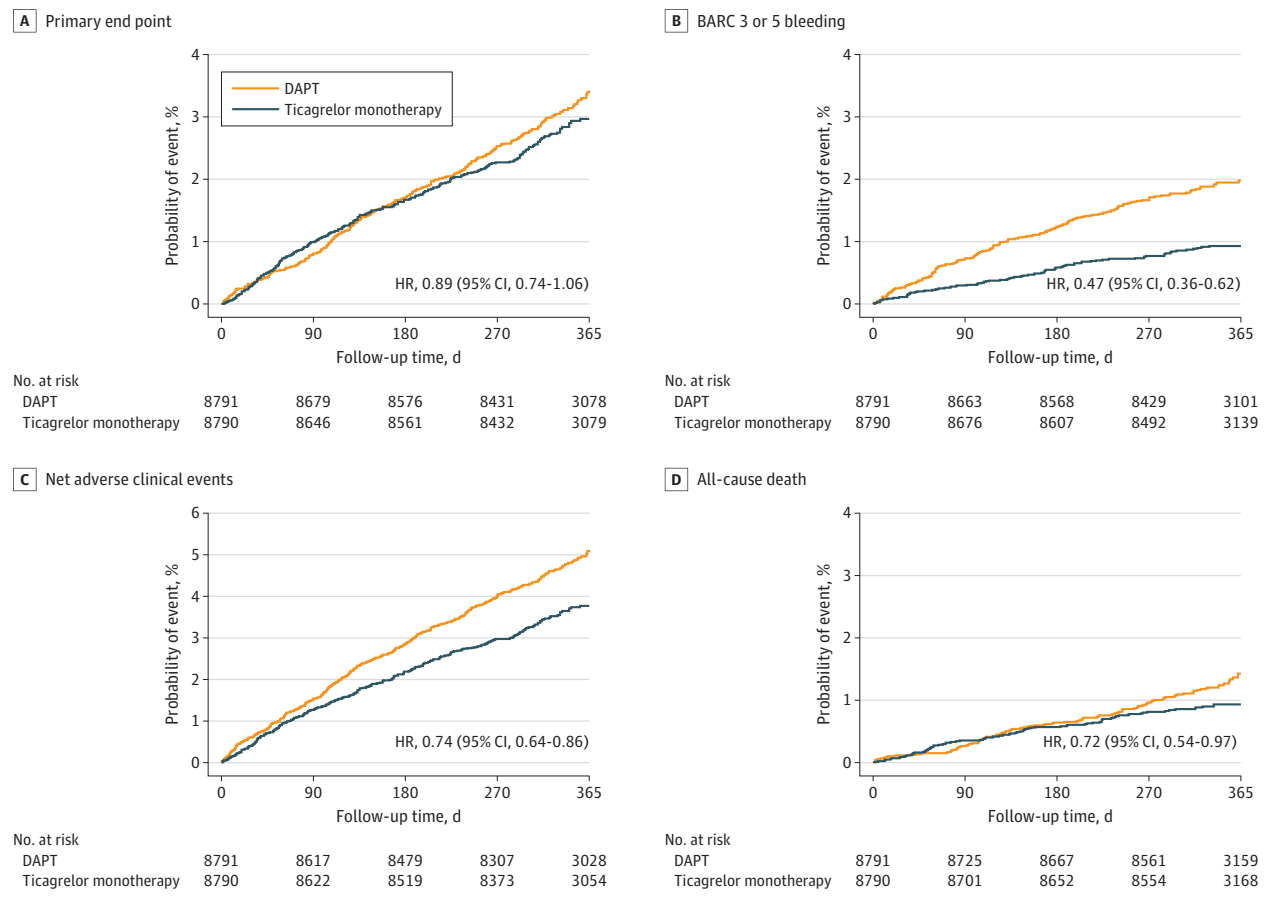 A Primary end point
4
3
2
1
0
Probability of event, %
DAPT
Ticagrelor monotherapy
HR, 0.89 (95% CI, 0.74-1.06)
0 90 180 270 365
Follow-up time, d
No. at risk
DAPT 8791 8679 8576 8431 3078
Ticagrelor monotherapy 8790 8646 8561 8432 3079
B BARC 3 or 5 bleeding
4
3
2
1
0
Probability of event, %
HR, 0.47 (95% CI, 0.36-0.62)
0 90 180 270 365
Follow-up time, d
No. at risk
DAPT 8791 8663 8568 8429 3101
Ticagrelor monotherapy 8790 8676 8607 8492 3139
C Net adverse clinical events
6
5
4
3
2
1
0
Probability of event, %
HR, 0.74 (95% CI, 0.64-0.86)
0 90 180 270 365
Follow-up time, d
No. at risk
DAPT 8791 8617 8479 8307 3028
Ticagrelor monotherapy 8790 8622 8519 8373 3054
D All-cause death
4
3
2
1
0
Probability of event, %
HR, 0.72 (95% CI, 0.54-0.97)
0 90 180 270 365
Follow-up time, d
No. at risk
DAPT 8791 8725 8667 8561 3159
Ticagrelor monotherapy 8790 8701 8652 8554 3168